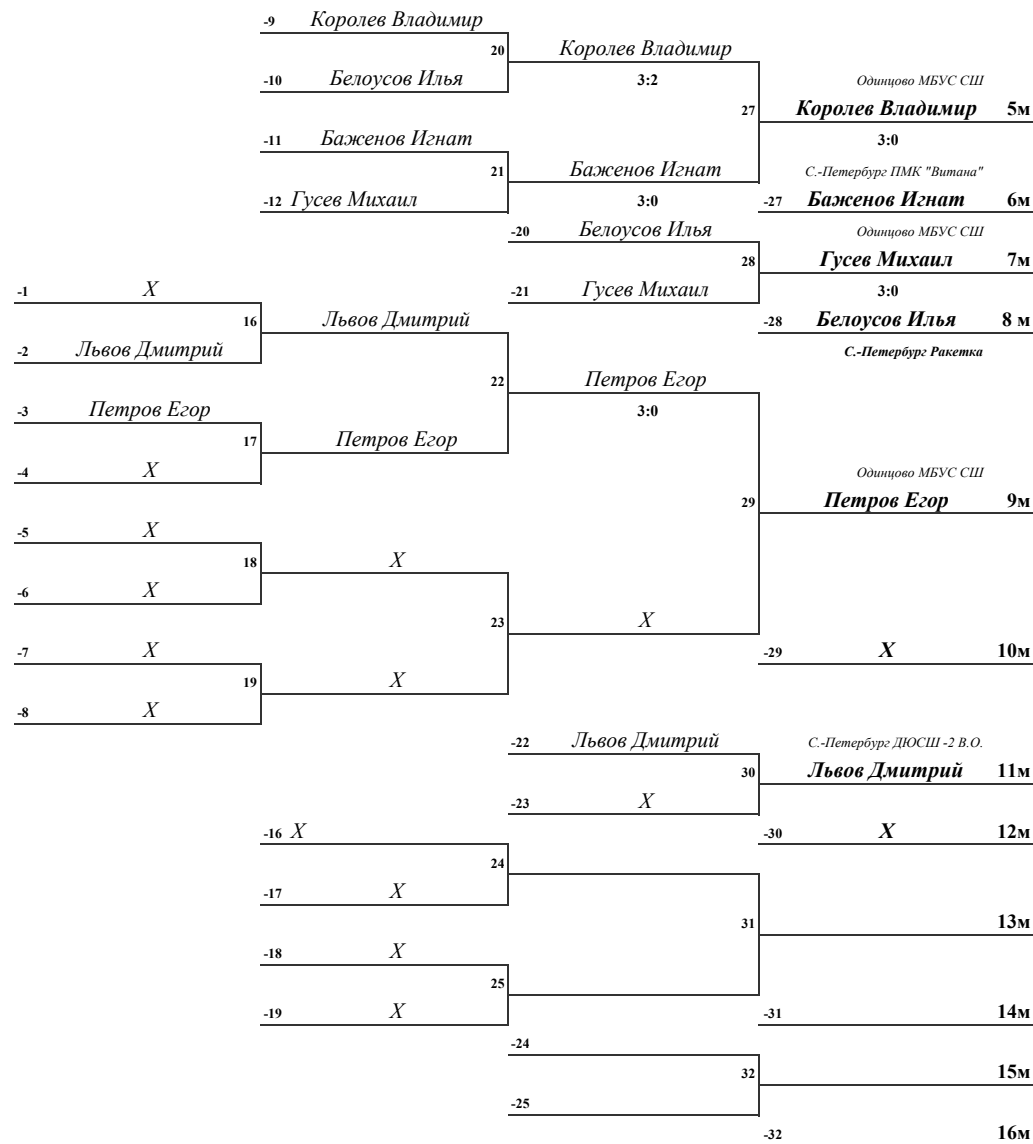 -9 Королев Владимир
20 Королев Владимир
-10 Белоусов Илья 3:2 Одинцово МБУС СШ
27 Королев Владимир 5м
-11 Баженов Игнат 3:0
21 Баженов Игнат С.-Петербург ПМК "Витана"
-12 Гусев Михаил 3:0 -27 Баженов Игнат 6м
-20 Белоусов Илья Одинцово МБУС СШ
28 Гусев Михаил 7м
-1 X -21 Гусев Михаил 3:0
16 Львов Дмитрий -28 Белоусов Илья 8 м
-2 Львов Дмитрий С.-Петербург Ракетка
22 Петров Егор
-3 Петров Егор 3:0
17 Петров Егор
-4 X Одинцово МБУС СШ
29 Петров Егор 9м
-5 X
18 X
-6 X
23 X
-7 X -29 X 10м
19 X
-8 X
-22 Львов Дмитрий С.-Петербург ДЮСШ -2 В.О.
30 Львов Дмитрий 11м
-23 X
-16 X -30 X 12м
24
-17 X
31 13м
-18 X
25
-19 X -31 14м
-24
32 15м
-25
-32 16м